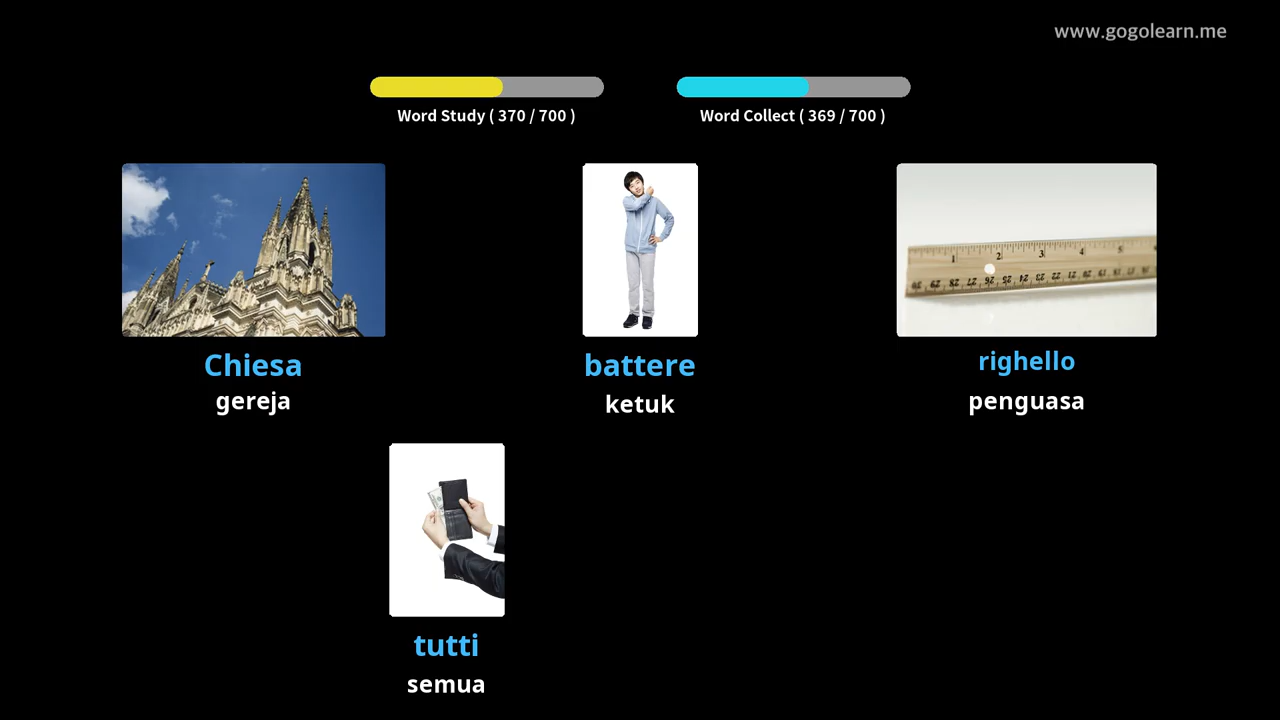 www.gogolearn.me
Word Study ( 370 / 700 )
Word Collect ( 369 / 700 )
Chiesa
gereja
battere
ketuk
righello
penguasa
tutti
semua